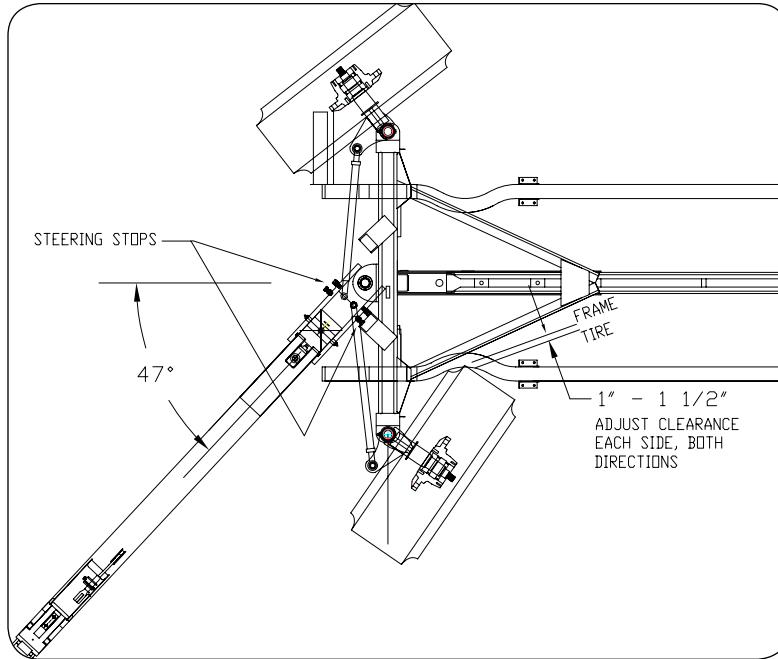 STEERING STOPS
47°
FRAME
TIRE
1" - 1 1/2"
ADJUST CLEARANCE
EACH SIDE, BOTH
DIRECTIONS